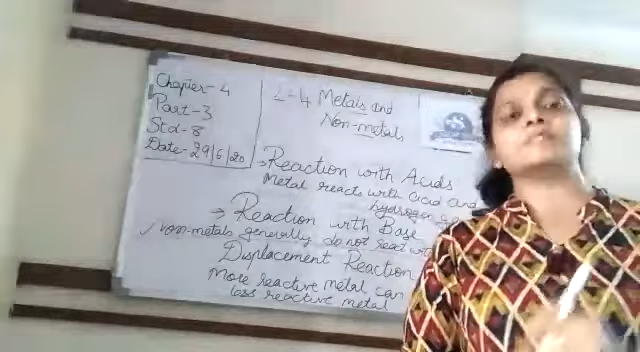 Chapter-4
Part-3
Std-8
Date-29/6/20
L-4 Metals and
Non-metals
→Reaction with Acids
Metal reacts with acid and
hydrogen
→ Reaction with Base
✓ Non-metals generally do not react
Displacement Reaction
More reactive metal can
less reactive metal